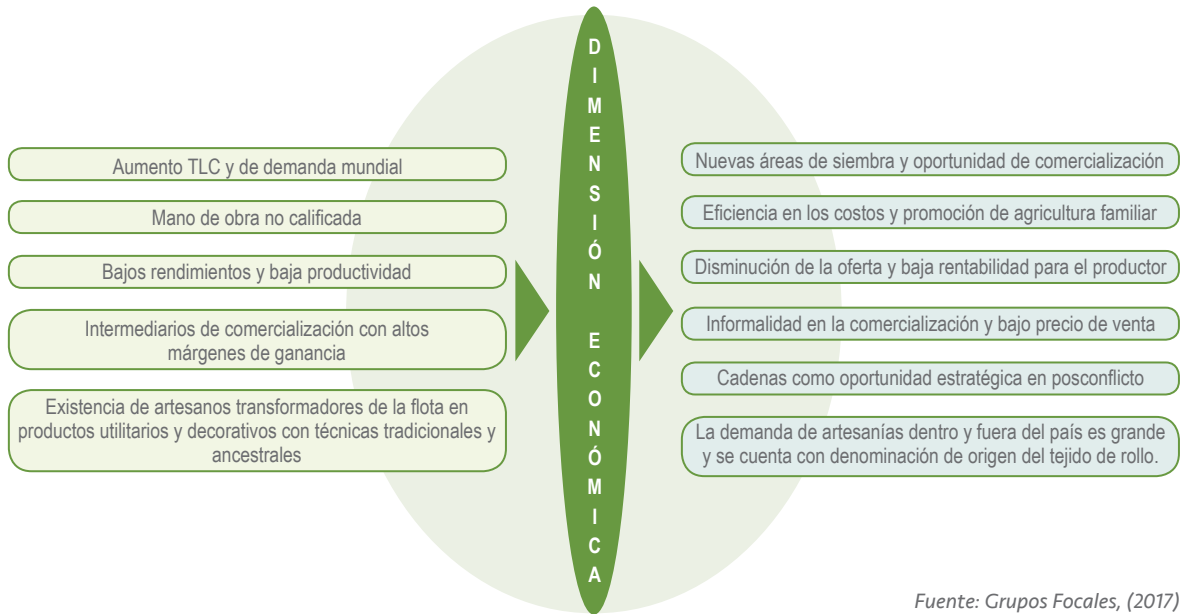 Aumento TLC y de demanda mundial
Mano de obra no calificada
Bajos rendimientos y baja productividad
Intermediarios de comercialización con altos
márgenes de ganancia
Existencia de artesanos transformadores de la flota en
productos utilitarios y decorativos con técnicas tradicionales y
ancestrales
DIMENSIÓN ECONÓMICA
Nuevas áreas de siembra y oportunidad de comercialización
Eficiencia en los costos y promoción de agricultura familiar
Disminución de la oferta y baja rentabilidad para el productor
Informalidad en la comercialización y bajo precio de venta
Cadenas como oportunidad estratégica en posconflicto
La demanda de artesanías dentro y fuera del país es grande
y se cuenta con denominación de origen del tejido de rollo.
Fuente: Grupos Focales, (2017)